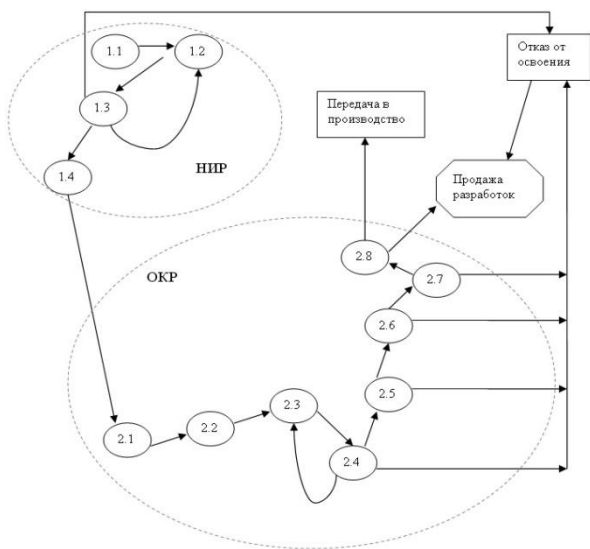 1.1
1.2
Отказ от
освоения
1.3
Передача в
производство
НИР
1.4
Продажа
разработок
2.8
2.7
ОКР
2.6
2.5
2.3
2.2
2.1
2.4